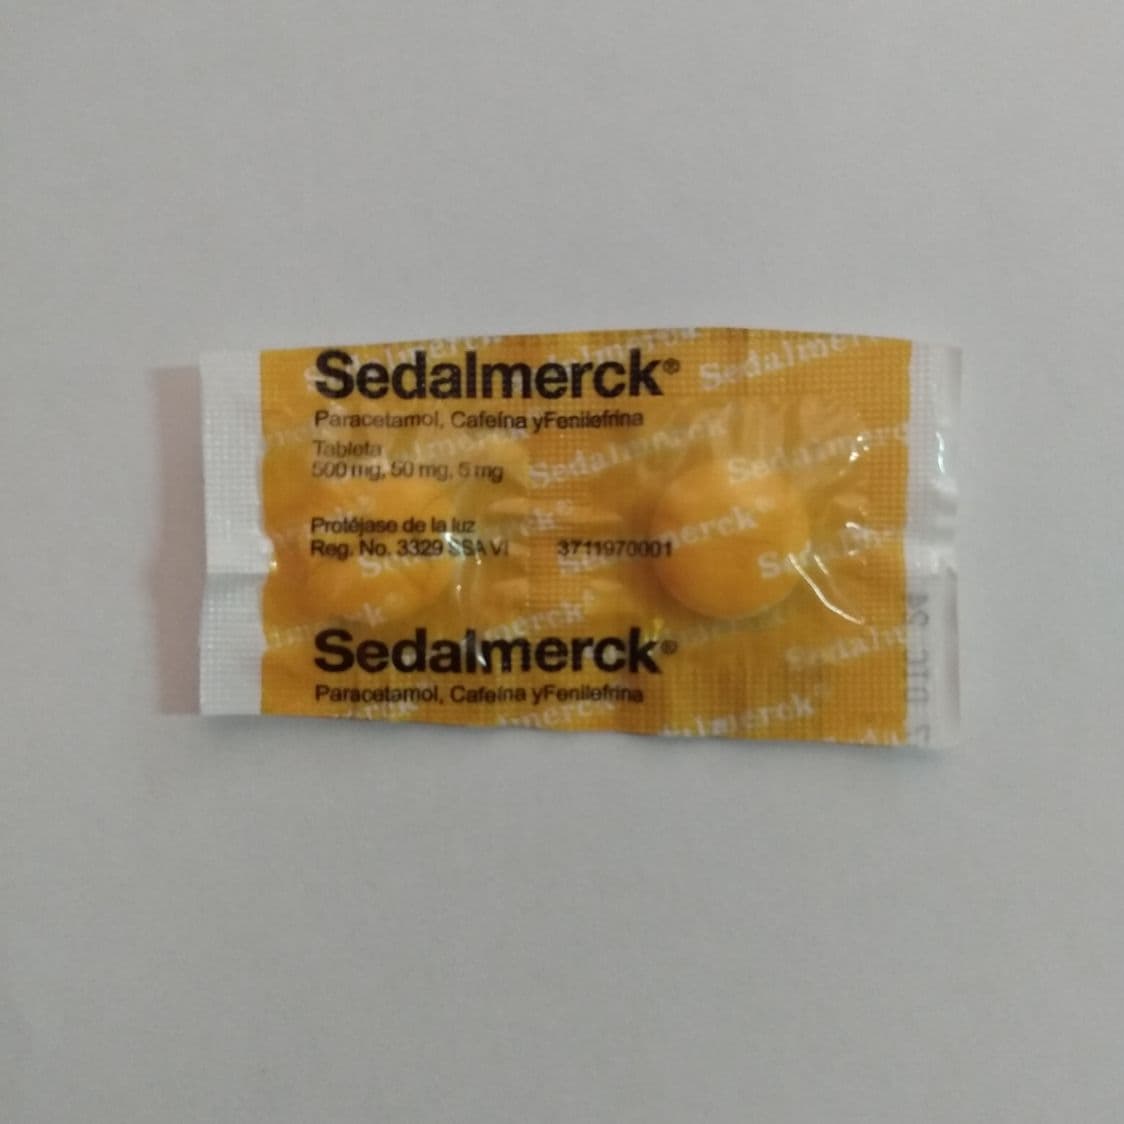 Sedalmerck®
Paracetamol, Cafeína yFenilefrina
Tableta
500 mg, 50 mg, 5 mg
Protéjase de la luz
Reg. No. 3329 SSA VI 3711970001
Sedalmerck®
Paracetamol, Cafeína yFenilefrina